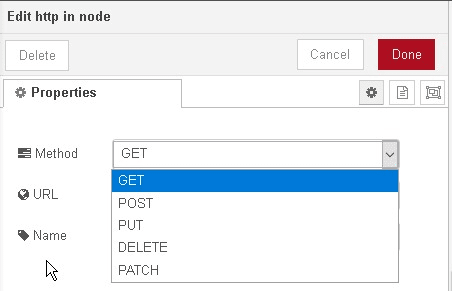 Edit http in node
Delete
Cancel
Done
Properties
Method
GET
GET
POST
PUT
DELETE
PATCH
URL
Name